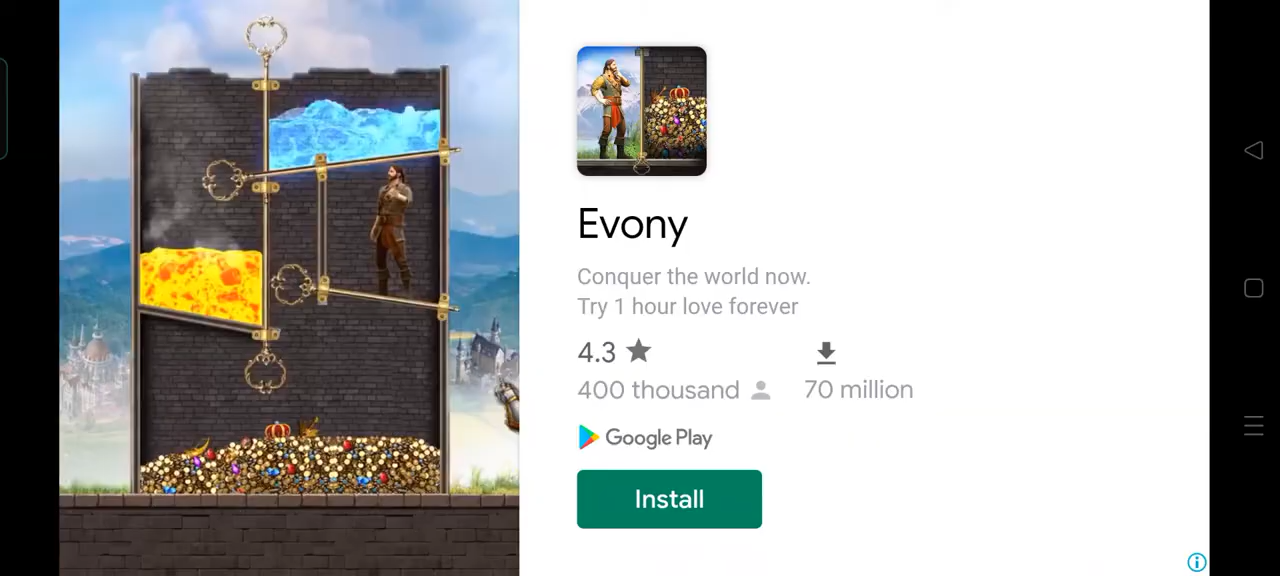 Evony
Conquer the world now.
Try 1 hour love forever
4.3
400 thousand
70 million
Google Play
Install